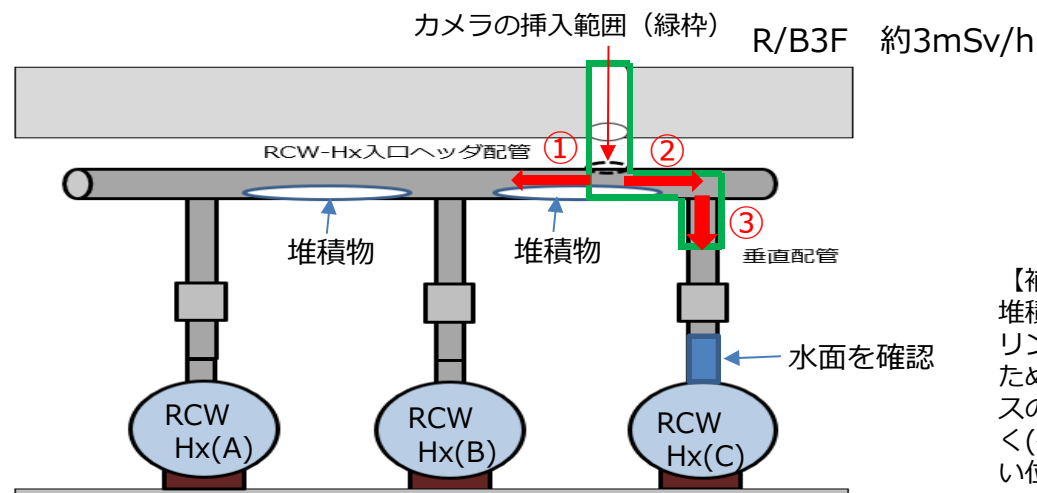 カメラの挿入範囲（緑枠）
R/B3F 約3mSv/h
RCW-Hx入口ヘッダ配管
①
②
③
堆積物
堆積物
垂直配管
水面を確認
RCW
Hx(A)
RCW
Hx(B)
RCW
Hx(C)
堆積
リン
ため
スの
い位